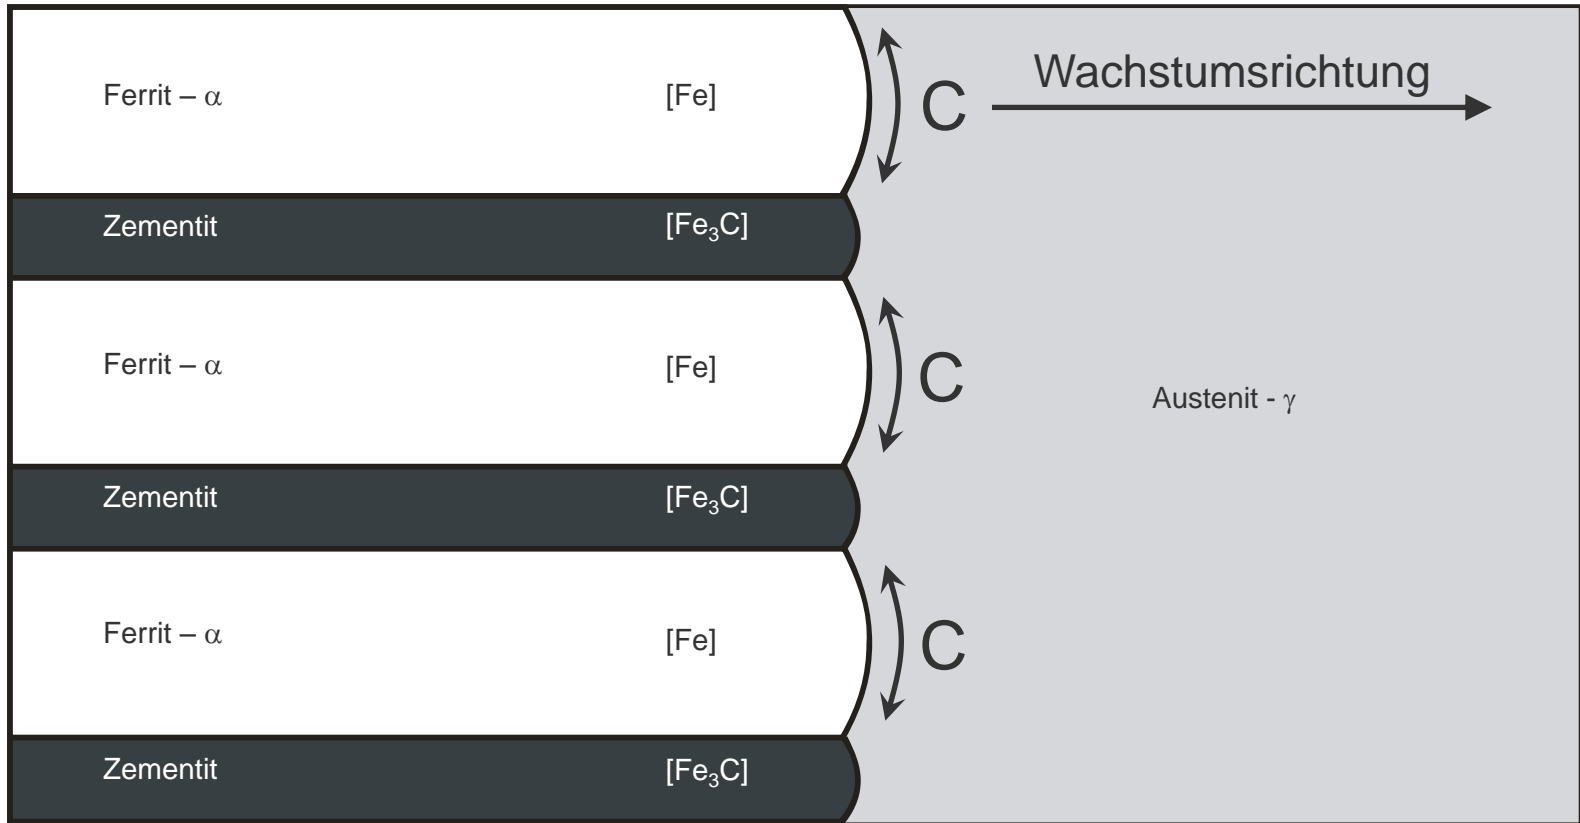 Ferrit – α [Fe] C Wachstumsrichtung
Zementit [Fe₃C]
Ferrit – α [Fe] C
Austenit - γ
Zementit [Fe₃C]
Ferrit – α [Fe] C
Zementit [Fe₃C]